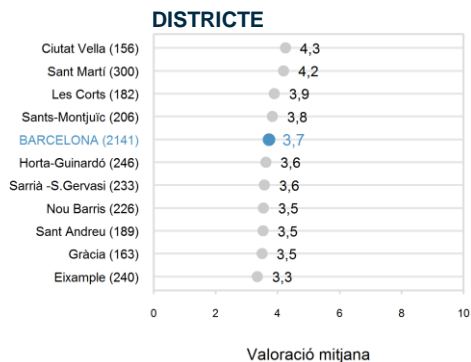 DISTRICTE
Ciutat Vella (156) 4,3
Sant Martí (300) 4,2
Les Corts (182) 3,9
Sants-Montjuïc (206) 3,8
BARCELONA (2141) 3,7
Horta-Guinardó (246) 3,6
Sarrià -S.Gervasi (233) 3,6
Nou Barris (226) 3,5
Sant Andreu (189) 3,5
Gràcia (163) 3,5
Eixample (240) 3,3
0 2 4 6 8 10
Valoració mitjana